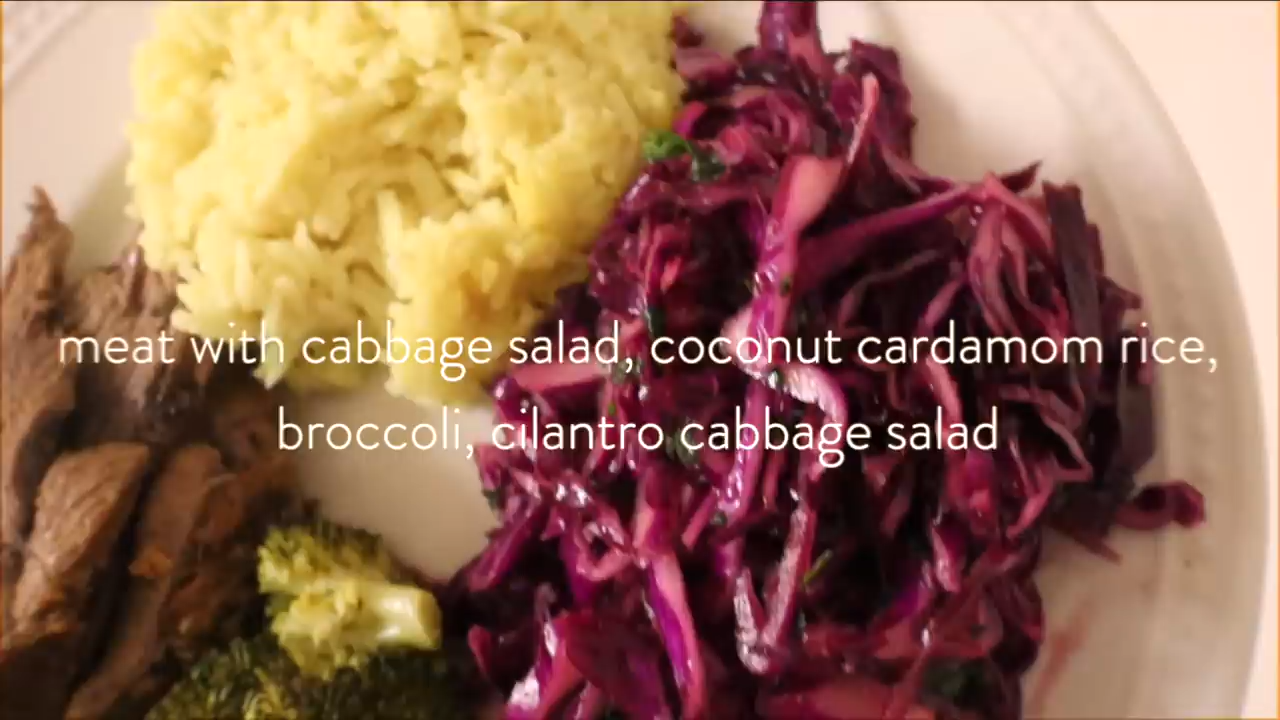 meat with cabbage salad, coconut cardamom rice,
broccoli, cilantro cabbage salad